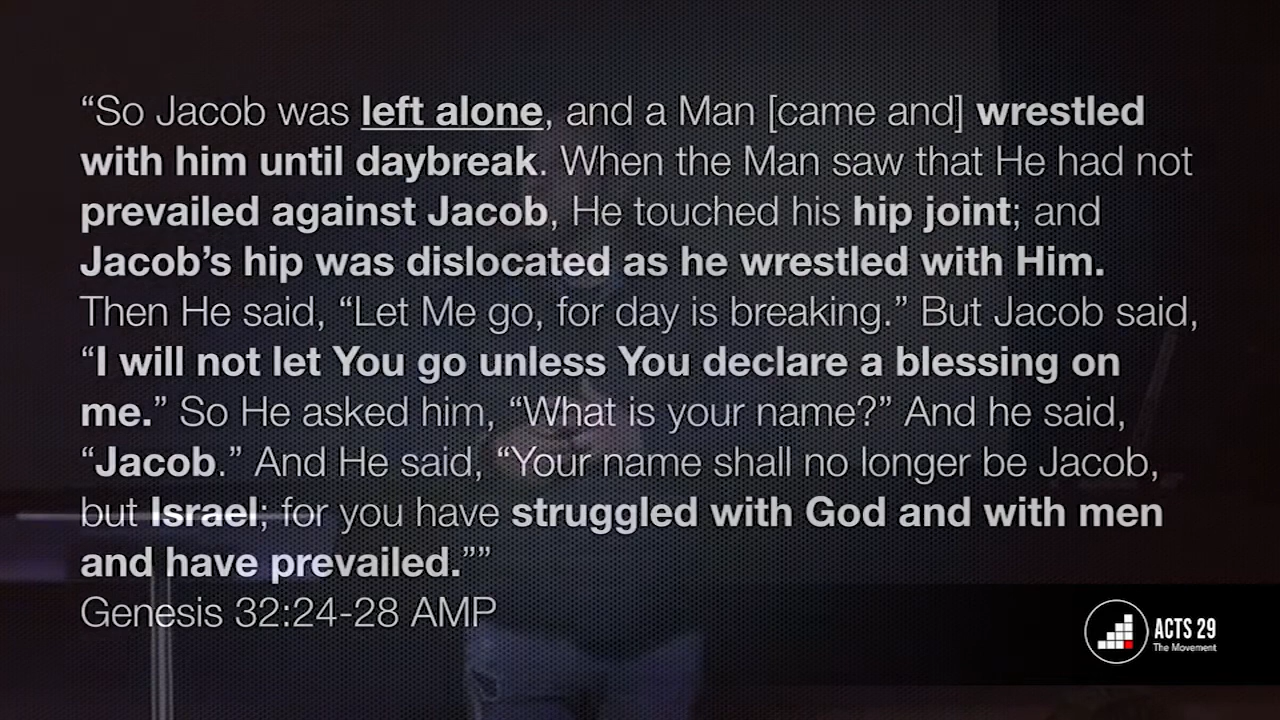 “So Jacob was left alone, and a Man [came and] wrestled
with him until daybreak. When the Man saw that He had not
prevailed against Jacob, He touched his hip joint; and
Jacob’s hip was dislocated as he wrestled with Him.
Then He said, “Let Me go, for day is breaking.” But Jacob said,
“I will not let You go unless You declare a blessing on
me.” So He asked him, “What is your name?” And he said,
“Jacob.” And He said, “Your name shall no longer be Jacob,
but Israel; for you have struggled with God and with men
and have prevailed.””
Genesis 32:24-28 AMP
ACTS 29
The Movement